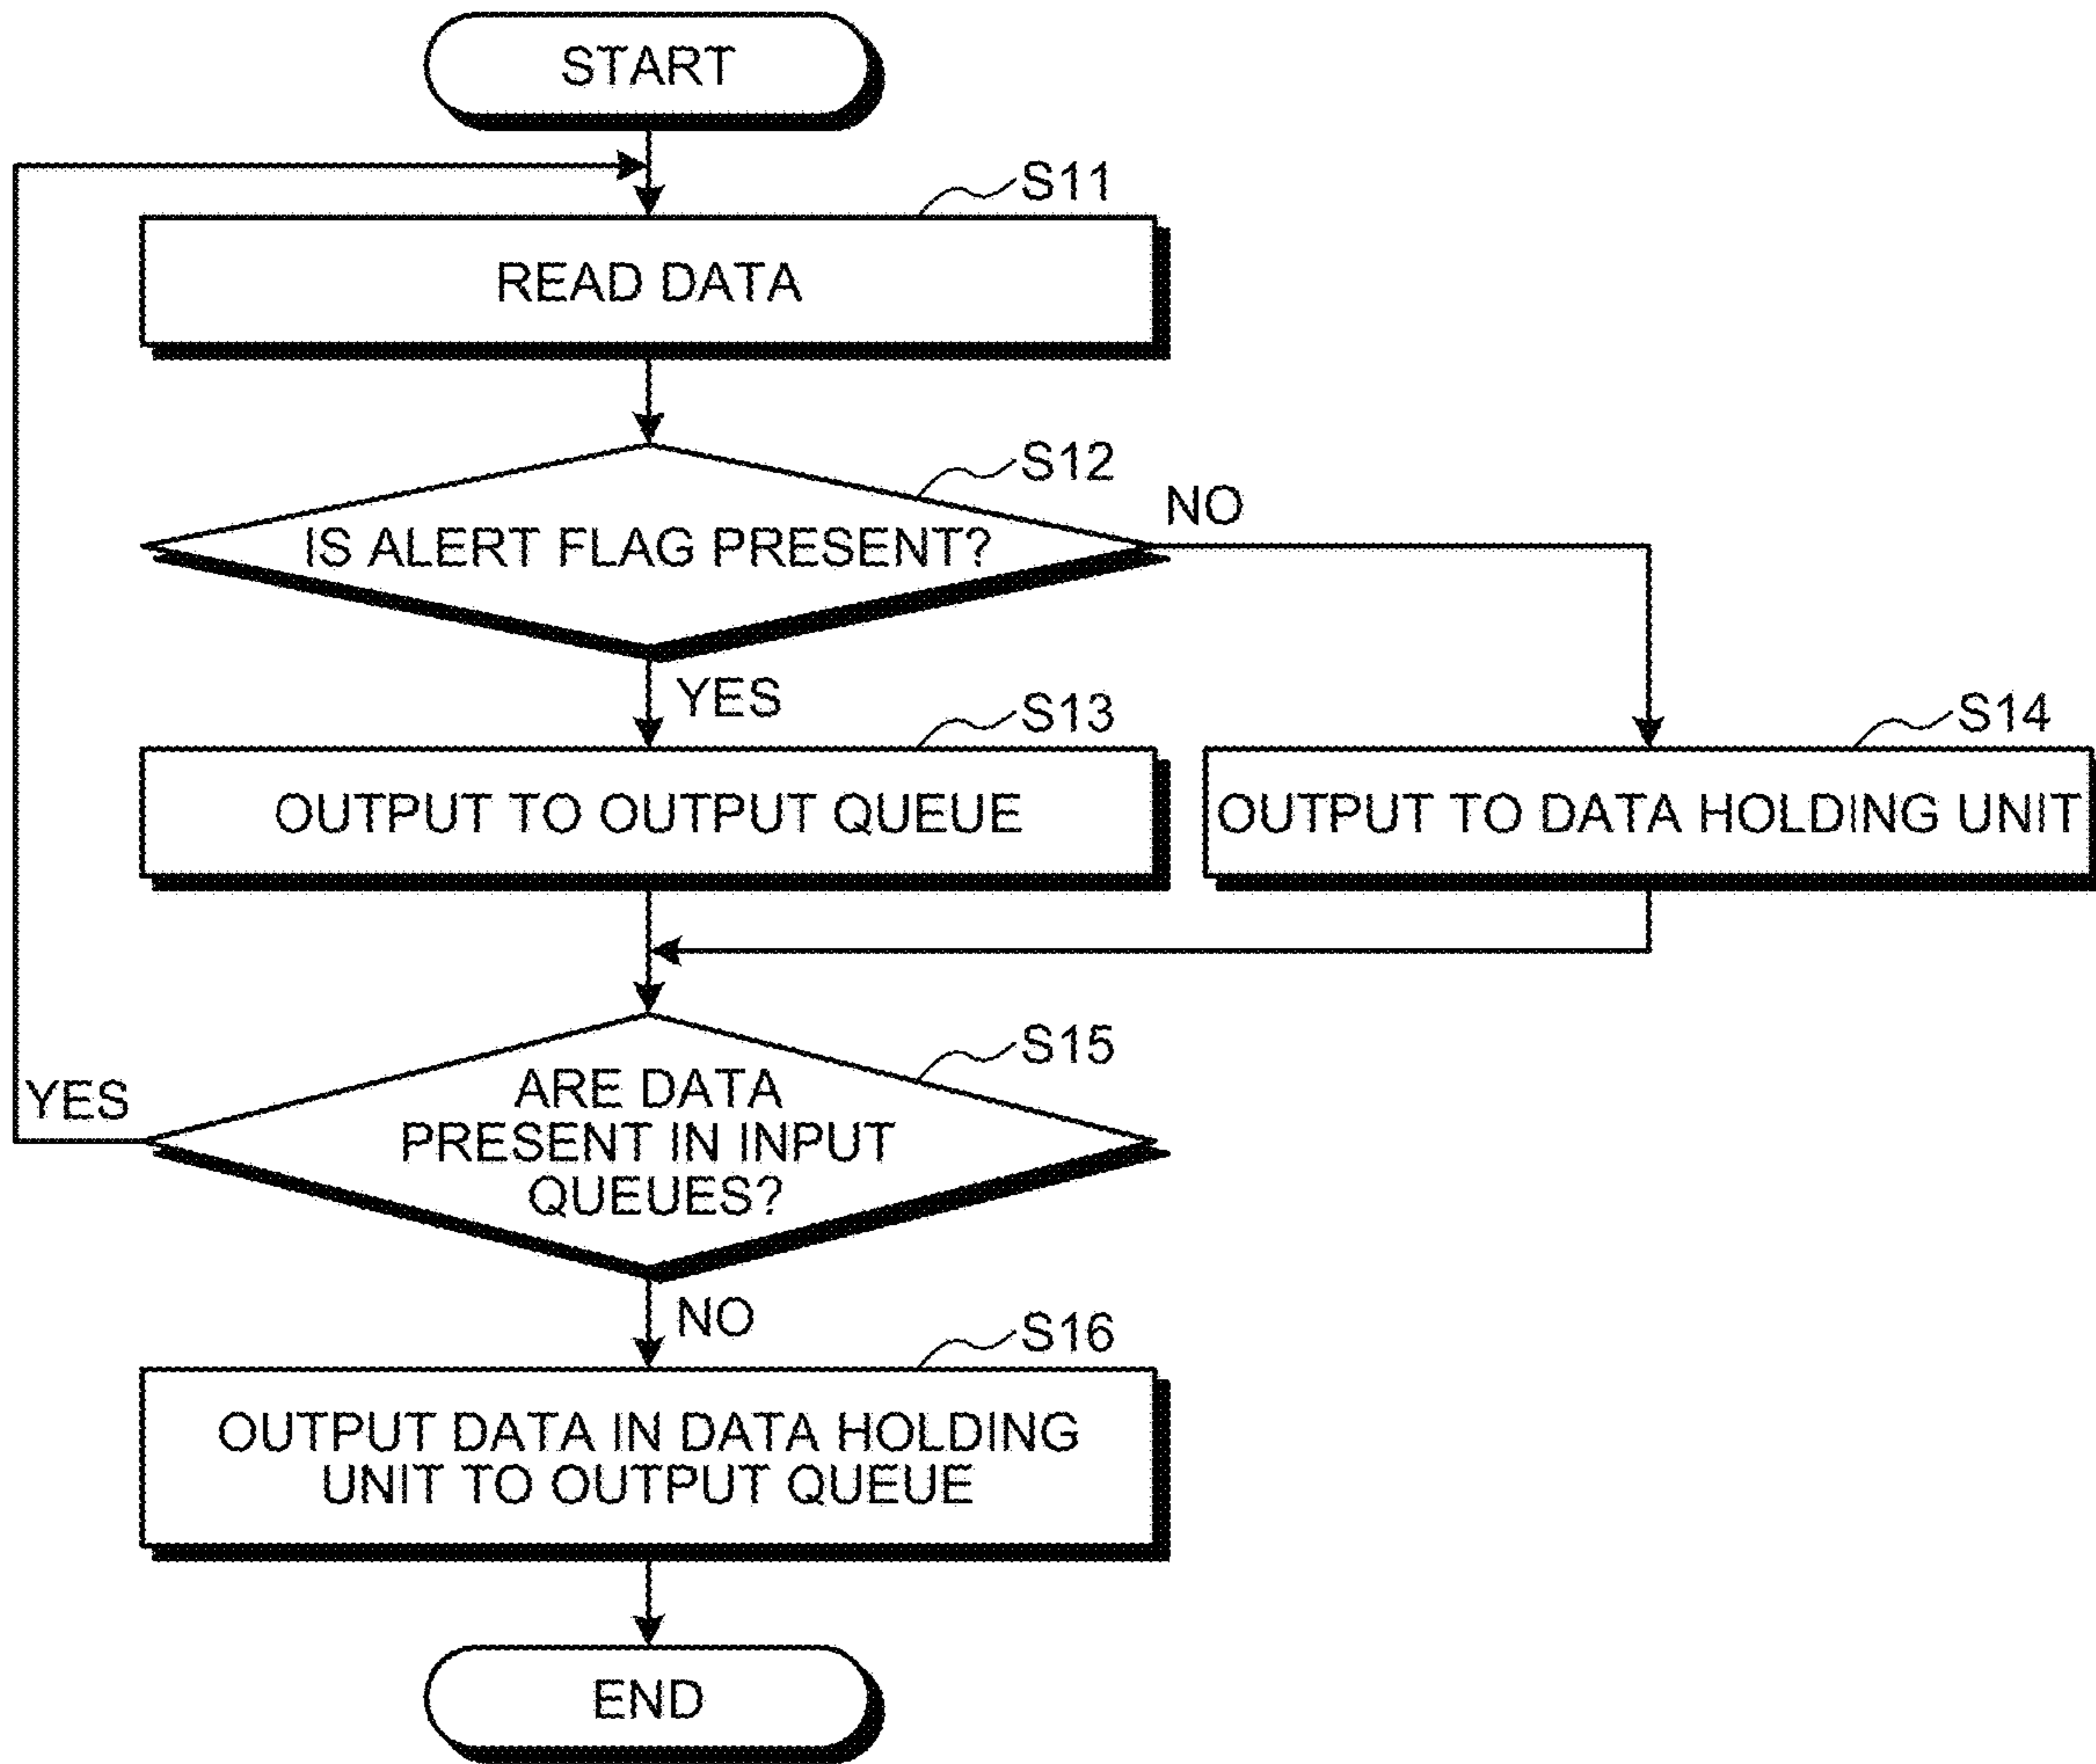 START
S11
READ DATA
S12
NO
IS ALERT FLAG PRESENT?
YES
S13
S14
OUTPUT TO OUTPUT QUEUE
OUTPUT TO DATA HOLDING UNIT
S15
YES
ARE DATA
PRESENT IN INPUT
QUEUES?
NO
S16
OUTPUT DATA IN DATA HOLDING
UNIT TO OUTPUT QUEUE
END